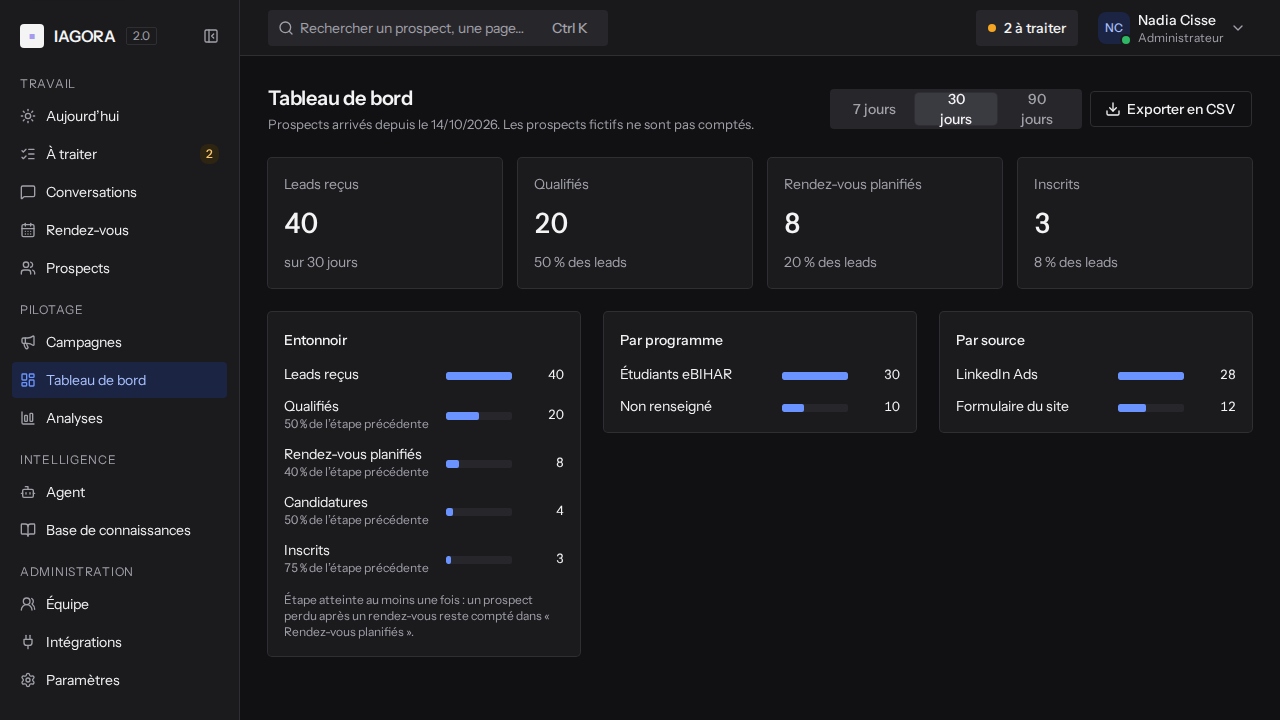 IAGORA 2.0
TRAVAIL
Aujourd'hui
À traiter 2
Conversations
Rendez-vous
Prospects
PILOTAGE
Campagnes
Tableau de bord
Analyses
INTELLIGENCE
Agent
Base de connaissances
ADMINISTRATION
Équipe
Intégrations
Paramètres
Rechercher un prospect, une page... Ctrl K
2 à traiter
NC
Nadia Cisse
Administrateur
Tableau de bord
Prospects arrivés depuis le 14/10/2026. Les prospects fictifs ne sont pas comptés.
7 jours
30
jours
90
jours
Exporter en CSV
Leads reçus
40
sur 30 jours
Qualifiés
20
50 % des leads
Rendez-vous planifiés
8
20 % des leads
Inscrits
3
8 % des leads
Entonnoir
Leads reçus 40
Qualifiés 20
50 % de l'étape précédente
Rendez-vous planifiés 8
40 % de l'étape précédente
Candidatures 4
50 % de l'étape précédente
Inscrits 3
75 % de l'étape précédente
Étape atteinte au moins une fois : un prospect
perdu après un rendez-vous reste compté dans «
Rendez-vous planifiés ».
Par programme
Étudiants eBIHAR 30
Non renseigné 10
Par source
LinkedIn Ads 28
Formulaire du site 12